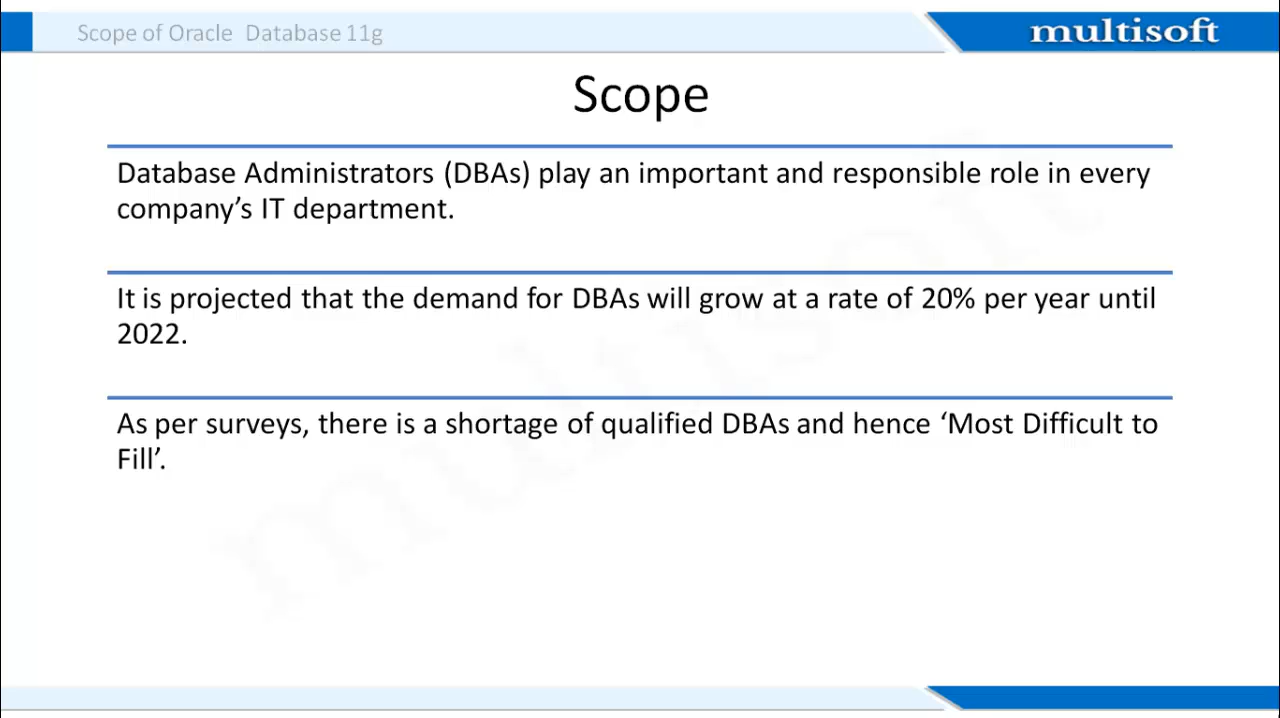 Scope of Oracle Database 11g
multisoft
Scope
Database Administrators (DBAs) play an important and responsible role in every
company’s IT department.
It is projected that the demand for DBAs will grow at a rate of 20% per year until
2022.
As per surveys, there is a shortage of qualified DBAs and hence ‘Most Difficult to
Fill’.
multisoft